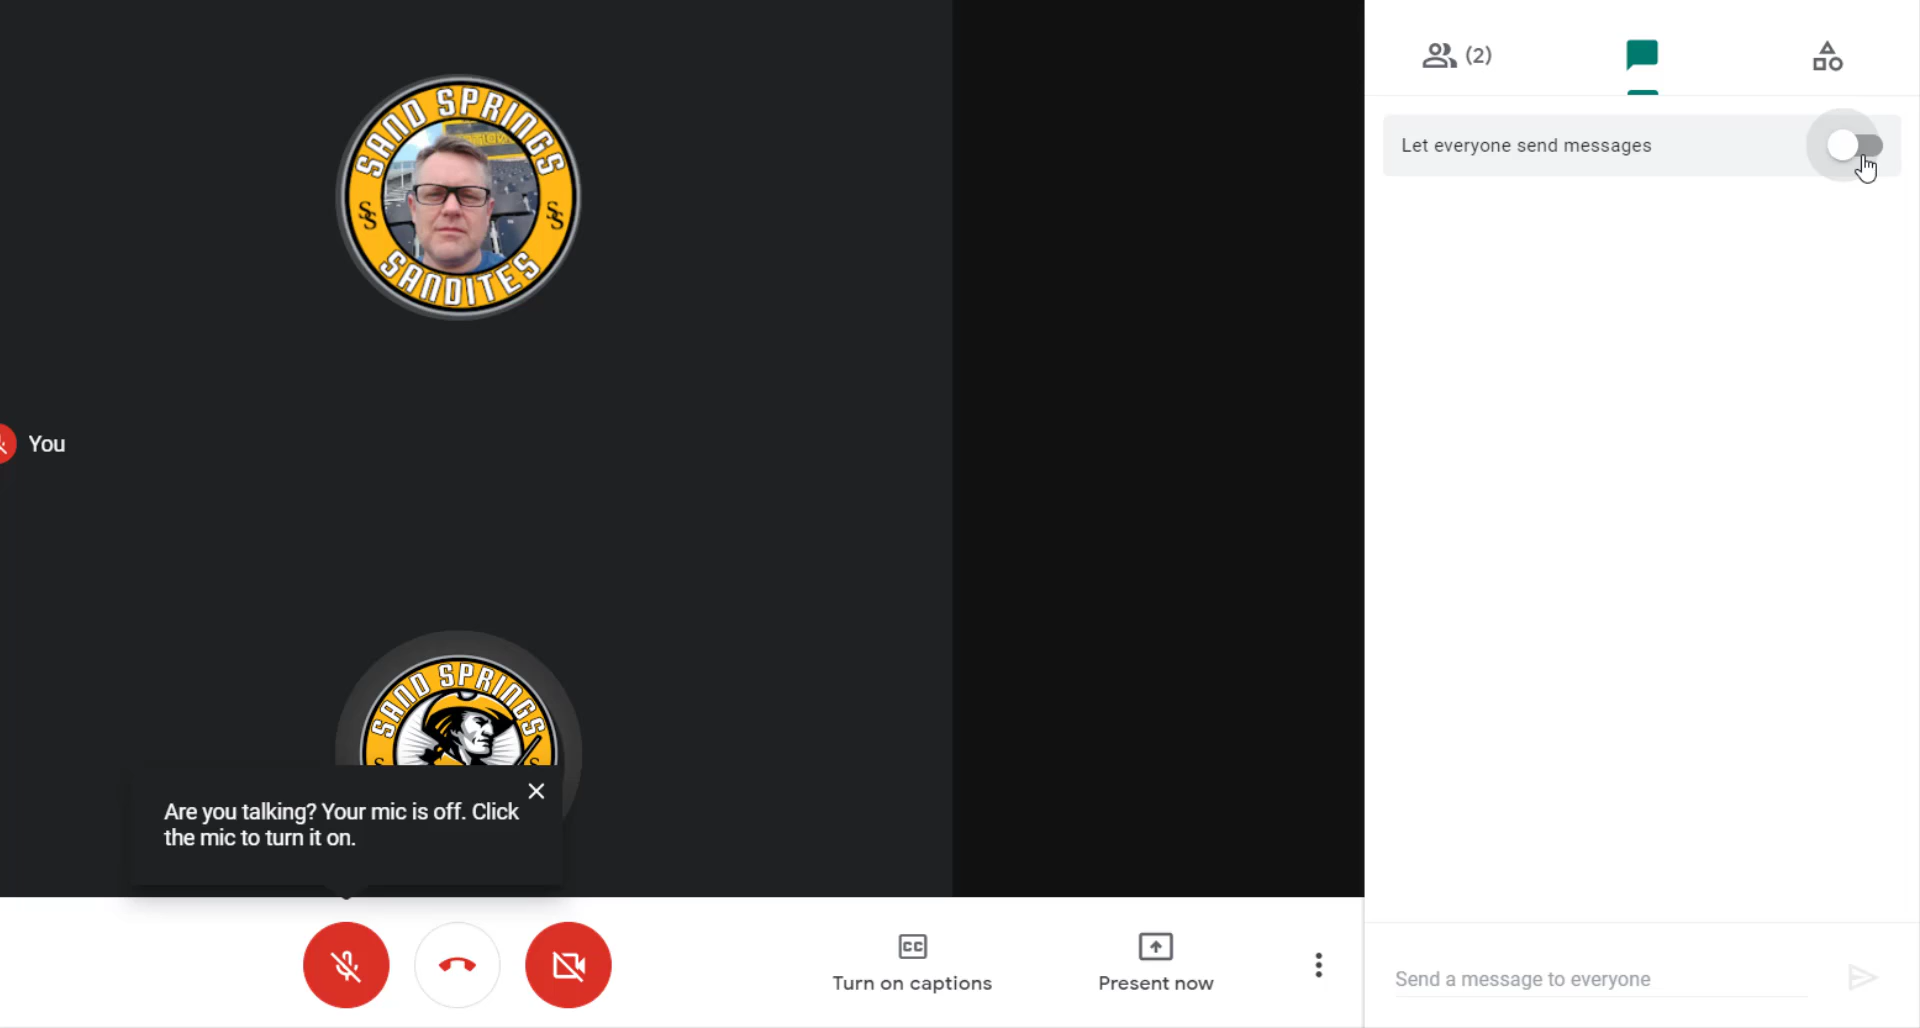 SAND SPRINGS
S S
SANDITES
You
SAND SPRINGS
Are you talking? Your mic is off. Click
the mic to turn it on.
CC
Turn on captions
Present now
(2)
Let everyone send messages
Send a message to everyone